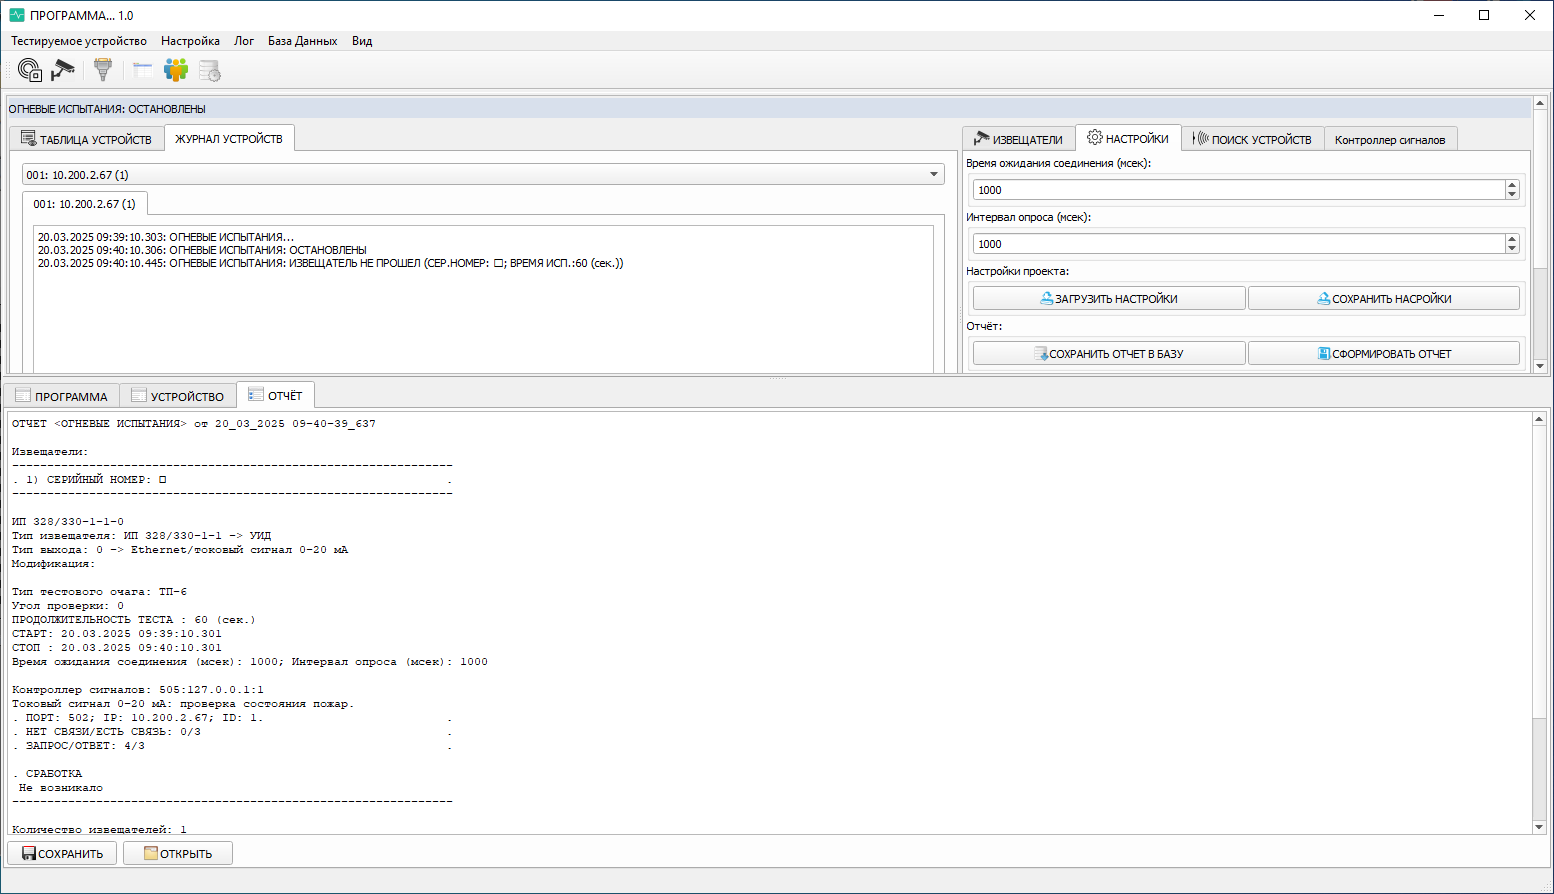 ПРОГРАММА... 1.0
Тестируемое устройство Настройка Лог База Данных Вид
ОГНЕВЫЕ ИСПЫТАНИЯ: ОСТАНОВЛЕНЫ
ТАБЛИЦА УСТРОЙСТВ ЖУРНАЛ УСТРОЙСТВ
001: 10.200.2.67 (1)
001: 10.200.2.67 (1)
20.03.2025 09:39:10.303: ОГНЕВЫЕ ИСПЫТАНИЯ...
20.03.2025 09:40:10.306: ОГНЕВЫЕ ИСПЫТАНИЯ: ОСТАНОВЛЕНЫ
20.03.2025 09:40:10.445: ОГНЕВЫЕ ИСПЫТАНИЯ: ИЗВЕЩАТЕЛЬ НЕ ПРОШЕЛ (СЕР.НОМЕР: □; ВРЕМЯ ИСП.:60 (сек.))
ИЗВЕЩАТЕЛИ НАСТРОЙКИ ПОИСК УСТРОЙСТВ Контроллер сигналов
Время ожидания соединения (мсек):
1000
Интервал опроса (мсек):
1000
Настройки проекта:
ЗАГРУЗИТЬ НАСТРОЙКИ СОХРАНИТЬ НАСРОЙКИ
Отчёт:
СОХРАНИТЬ ОТЧЕТ В БАЗУ СФОРМИРОВАТЬ ОТЧЕТ
ПРОГРАММА УСТРОЙСТВО ОТЧЁТ
ОТЧЕТ <ОГНЕВЫЕ ИСПЫТАНИЯ> от 20_03_2025 09-40-39_637
Извещатели:
---------------------------------------------------------------
. 1) СЕРИЙНЫЙ НОМЕР: □ .
---------------------------------------------------------------
ИП 328/330-1-1-0
Тип извещателя: ИП 328/330-1-1 -> УИД
Тип выхода: 0 -> Ethernet/токовый сигнал 0-20 мА
Модификация:
Тип тестового очага: ТП-6
Угол проверки: 0
ПРОДОЛЖИТЕЛЬНОСТЬ ТЕСТА : 60 (сек.)
СТАРТ: 20.03.2025 09:39:10.301
СТОП : 20.03.2025 09:40:10.301
Время ожидания соединения (мсек): 1000; Интервал опроса (мсек): 1000
Контроллер сигналов: 505:127.0.0.1:1
Токовый сигнал 0-20 мА: проверка состояния пожар.
. ПОРТ: 502; IP: 10.200.2.67; ID: 1. .
. НЕТ СВЯЗИ/ЕСТЬ СВЯЗЬ: 0/3 .
. ЗАПРОС/ОТВЕТ: 4/3 .
. СРАБОТКА
Не возникало
---------------------------------------------------------------
Количество извещателей: 1
СОХРАНИТЬ ОТКРЫТЬ